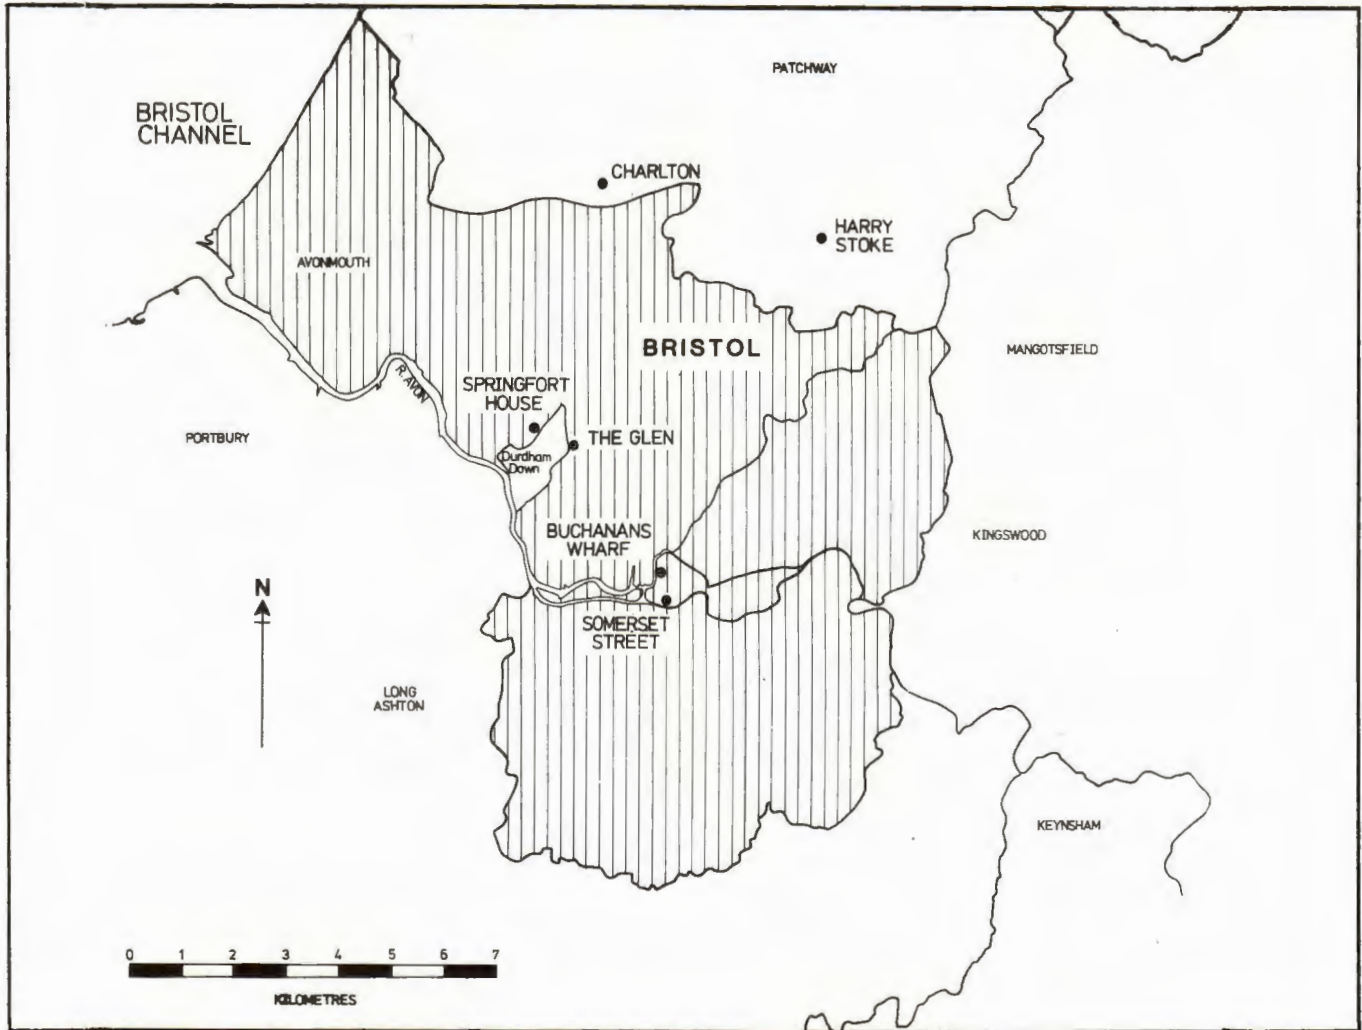 PATCHWAY
BRISTOL
CHANNEL
CHARLTON
HARRY
STOKE
AVONMOUTH
BRISTOL
MANGOTSFIELD
R. AVON
SPRINGFORT
HOUSE
PORTBURY
THE GLEN
Durdham
Down
BUCHANANS
WHARF
KINGSWOOD
N
SOMERSET
STREET
LONG
ASHTON
KEYNSHAM
0 1 2 3 4 5 6 7
KILOMETRES